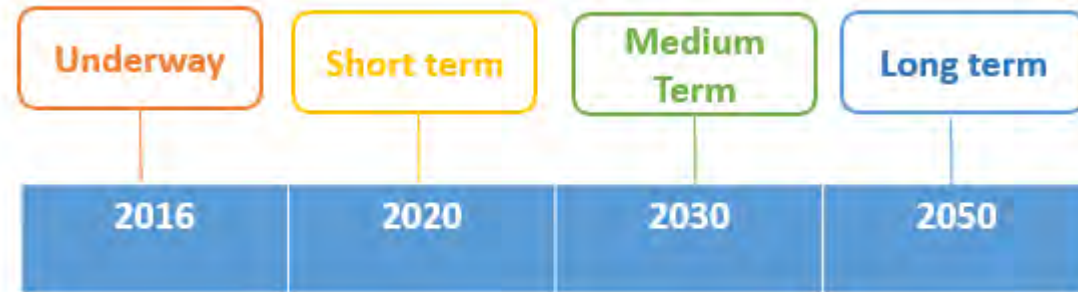 Underway
Short term
Medium
Term
Long term
2016
2020
2030
2050